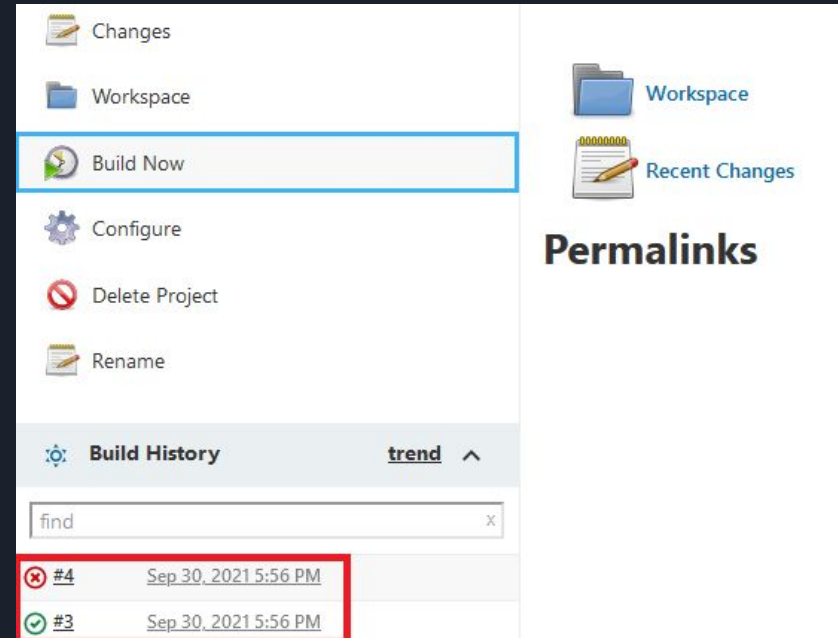 Changes
Workspace
Build Now
Configure
Delete Project
Rename
Build History trend
find x
#4 Sep 30, 2021 5:56 PM
#3 Sep 30, 2021 5:56 PM
Workspace
Recent Changes
Permalinks